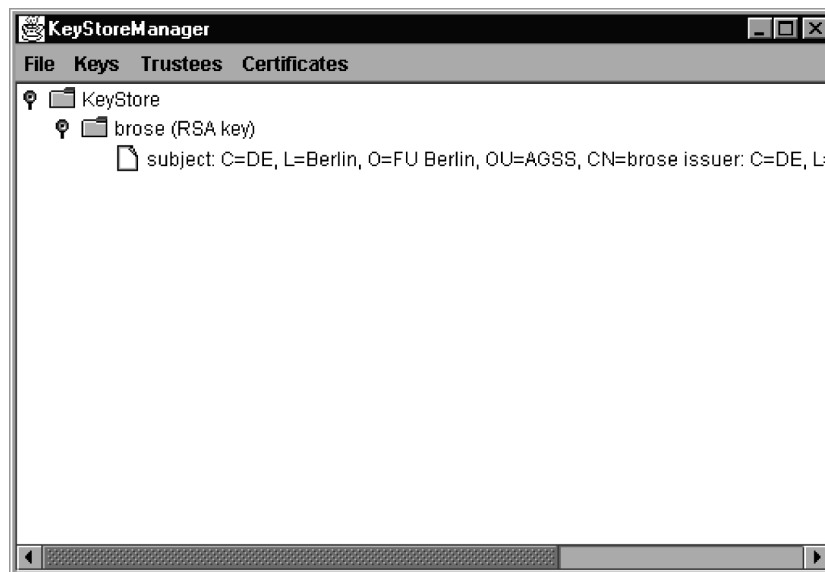 KeyStoreManager
File Keys Trustees Certificates
KeyStore
brose (RSA key)
subject: C=DE, L=Berlin, O=FU Berlin, OU=AGSS, CN=brose issuer: C=DE, L=